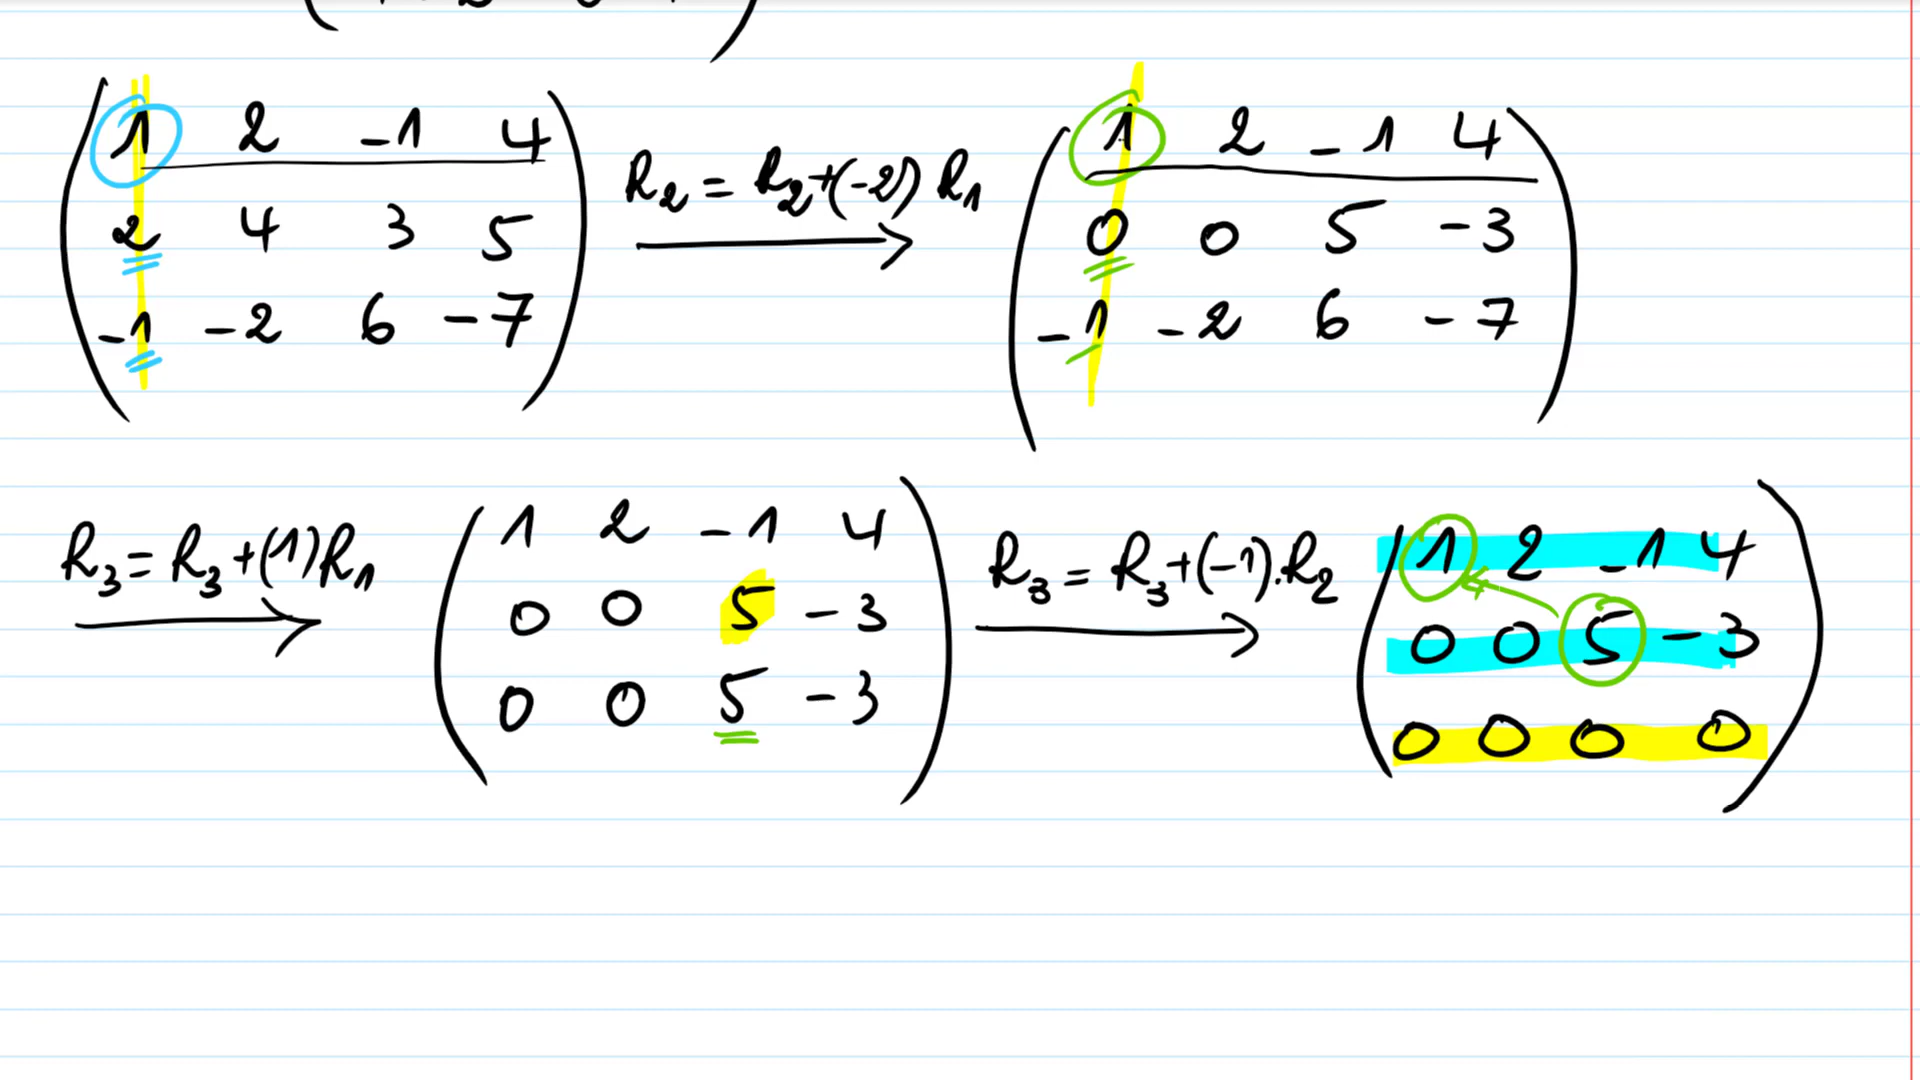 1 2 -1 4
2 4 3 5
-1 -2 6 -7
R₂ = R₂+(-2) R₁
1 2 -1 4
0 0 5 -3
-1 -2 6 -7
R₃ = R₃+(1)R₁
1 2 -1 4
0 0 5 -3
0 0 5 -3
R₃ = R₃+(-1).R₂
1 2 -1 4
0 0 5 -3
0 0 0 0